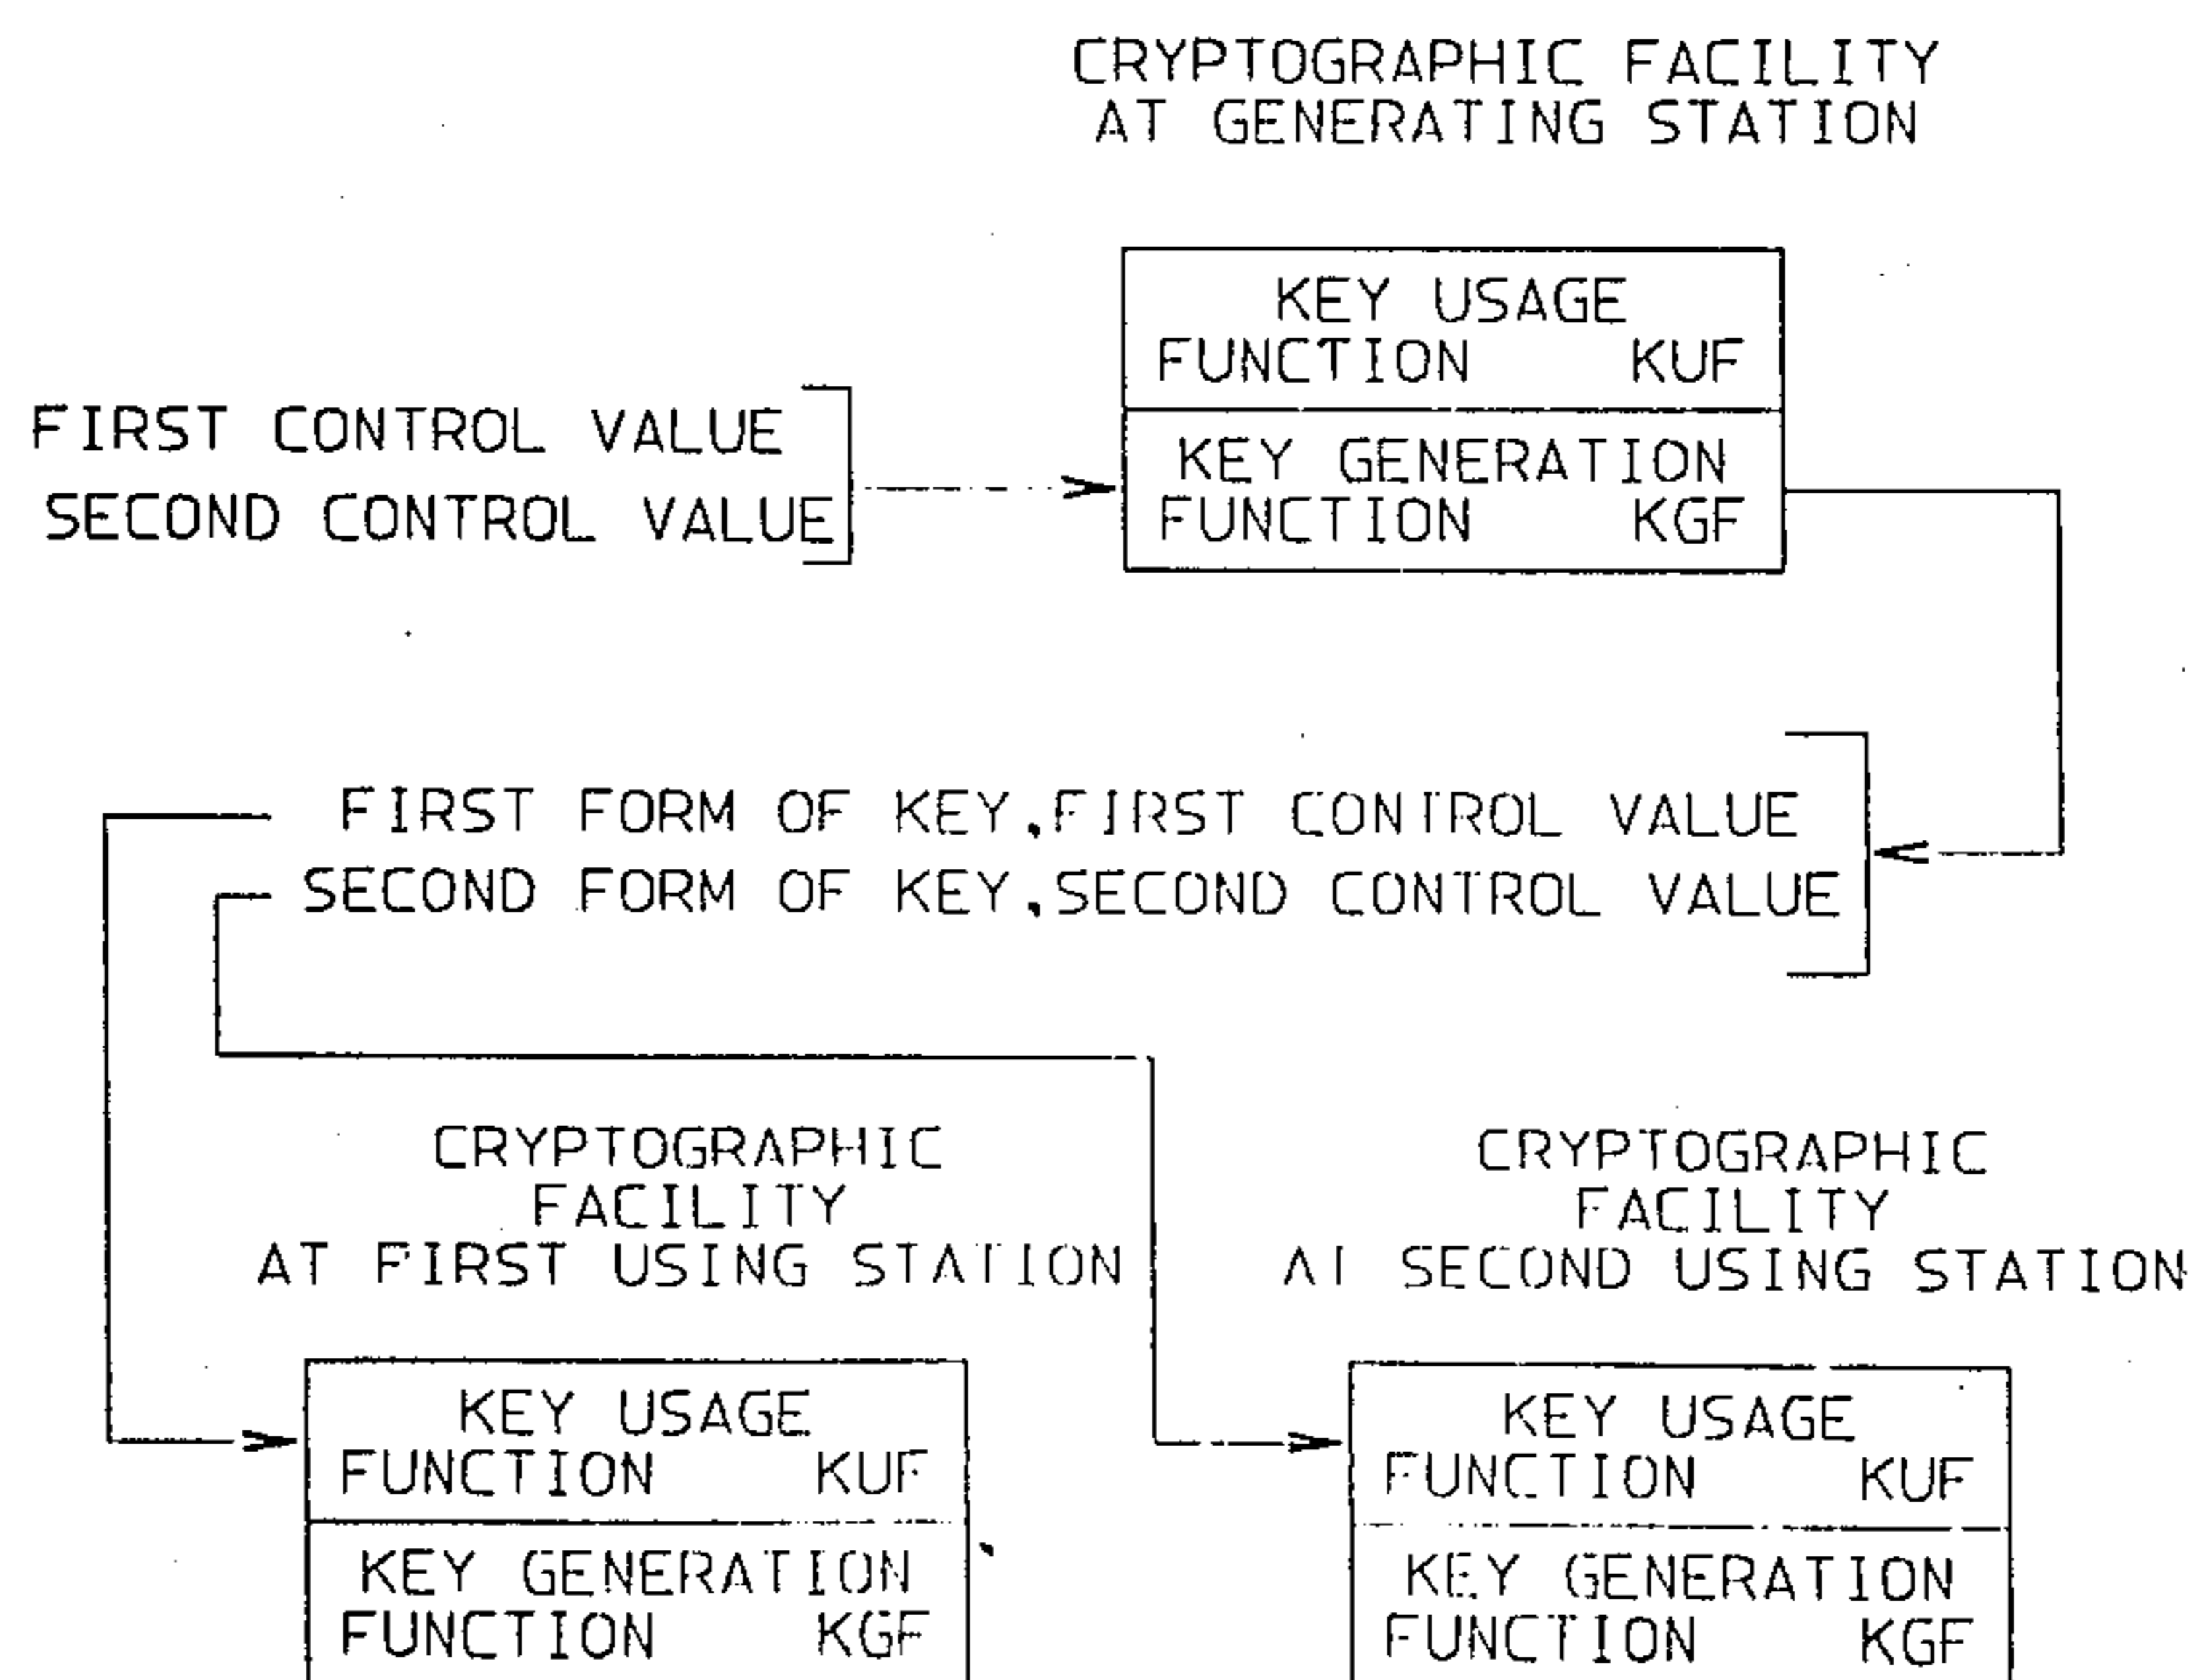 CRYPTOGRAPHIC FACILITY
AT GENERATING STATION
KEY USAGE
FUNCTION KUF
FIRST CONTROL VALUE
SECOND CONTROL VALUE
KEY GENERATION
FUNCTION KGF
FIRST FORM OF KEY,FIRST CONTROL VALUE
SECOND FORM OF KEY,SECOND CONTROL VALUE
CRYPTOGRAPHIC
FACILITY
AT FIRST USING STATION
CRYPTOGRAPHIC
FACILITY
AT SECOND USING STATION
KEY USAGE
FUNCTION KUF
KEY GENERATION
FUNCTION KGF
KEY USAGE
FUNCTION KUF
KEY GENERATION
FUNCTION KGF